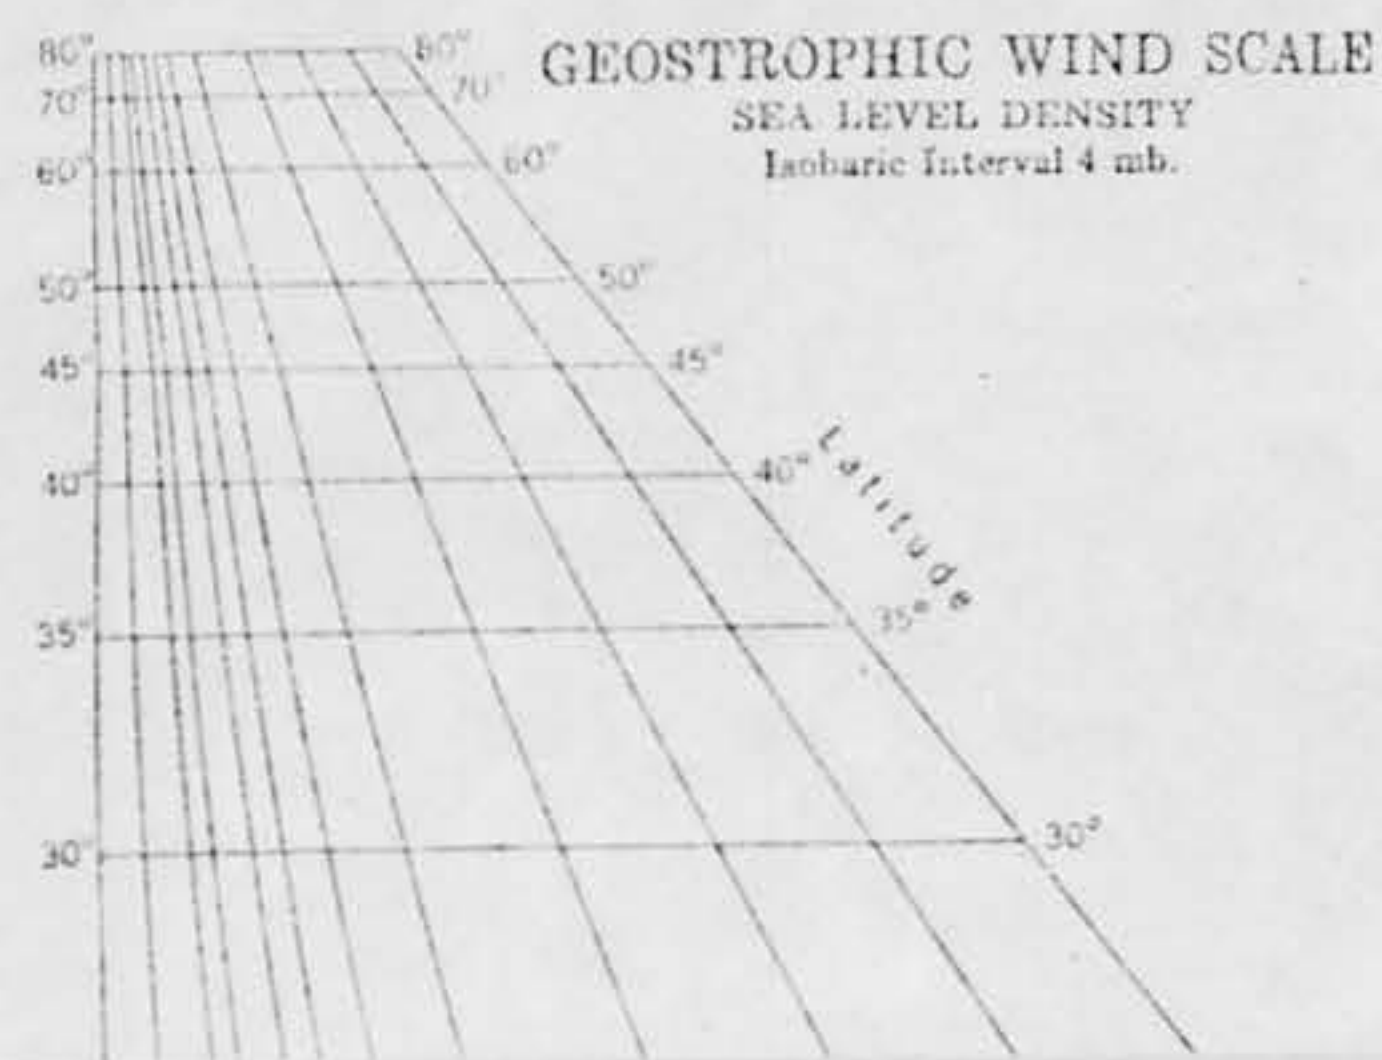 GEOSTROPHIC WIND SCALE
SEA LEVEL DENSITY
Isobaric Interval 4 mb.
80° 80°
70° 70°
60° 60°
50° 50°
45° 45°
40° 40°
Latitude
35° 35°
30° 30°